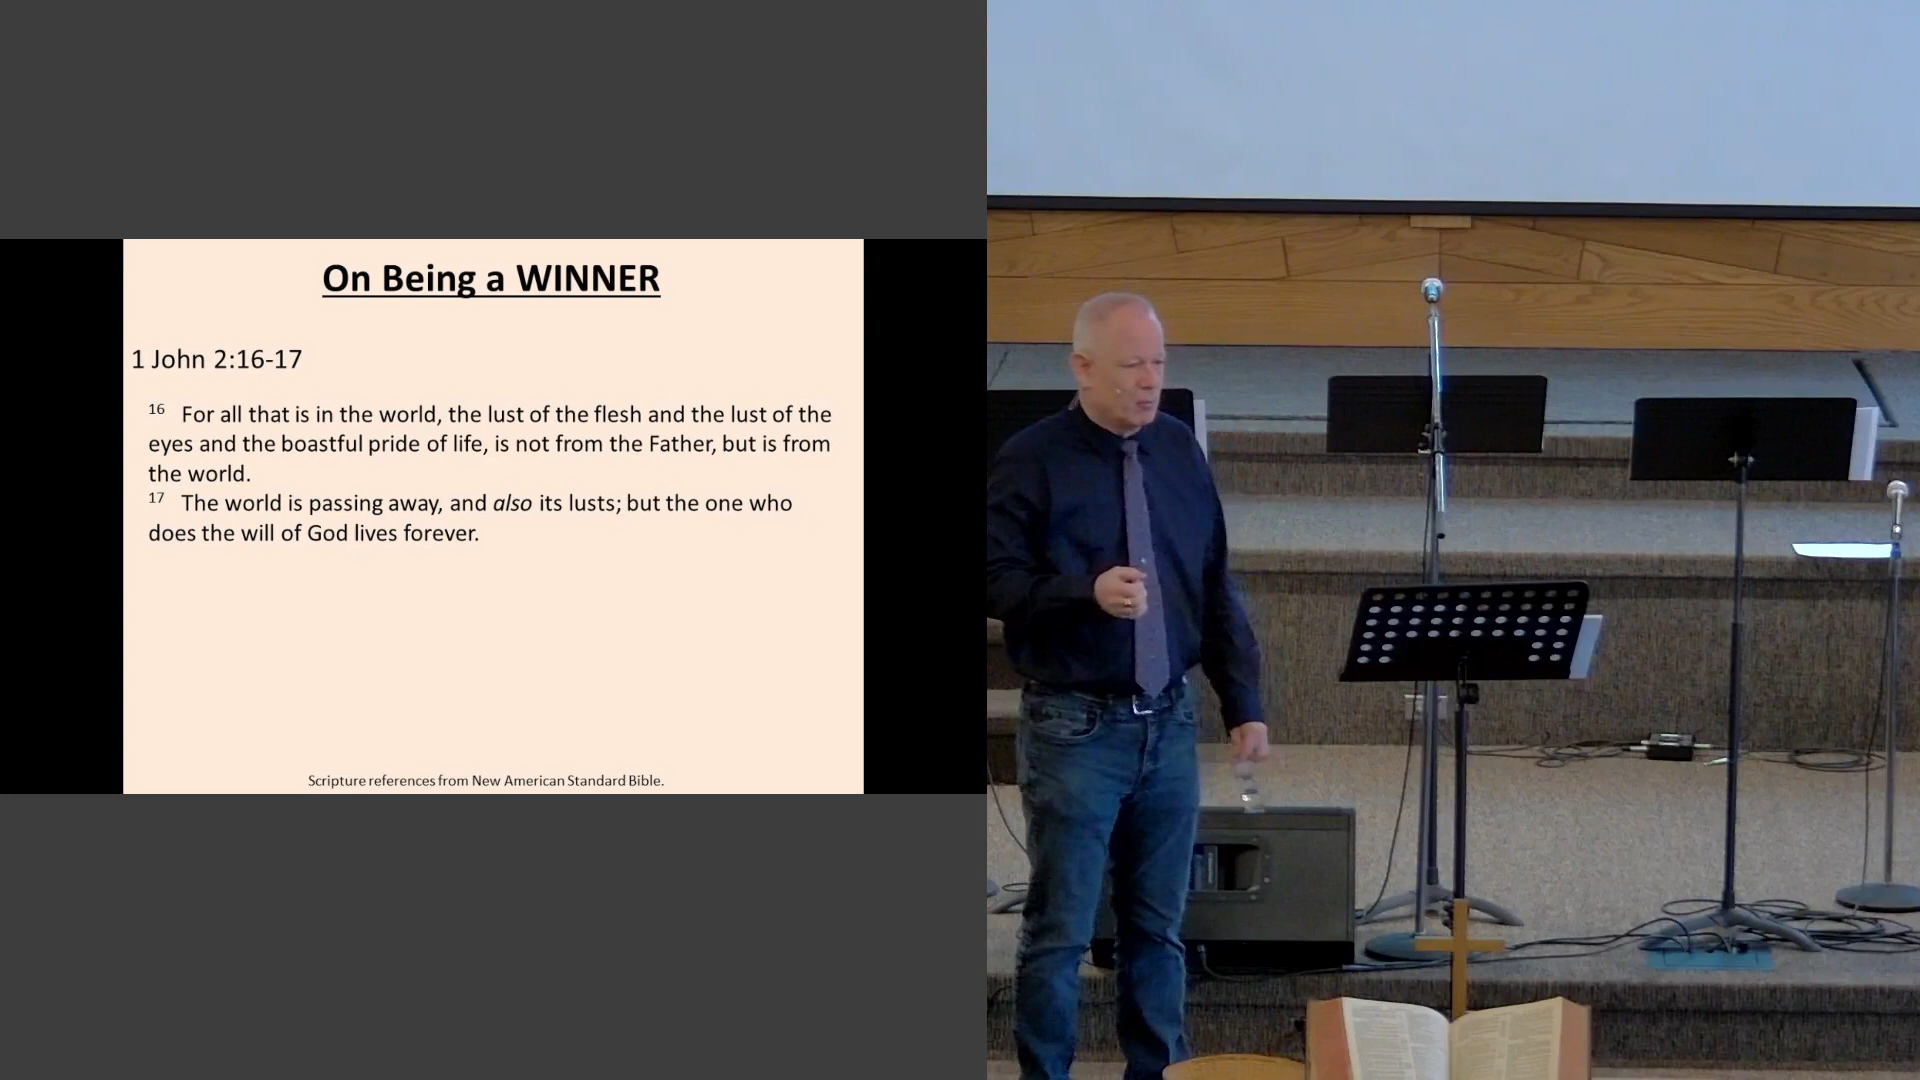 On Being a WINNER
1 John 2:16-17
16 For all that is in the world, the lust of the flesh and the lust of the
eyes and the boastful pride of life, is not from the Father, but is from
the world.
17 The world is passing away, and also its lusts; but the one who
does the will of God lives forever.
Scripture references from New American Standard Bible.